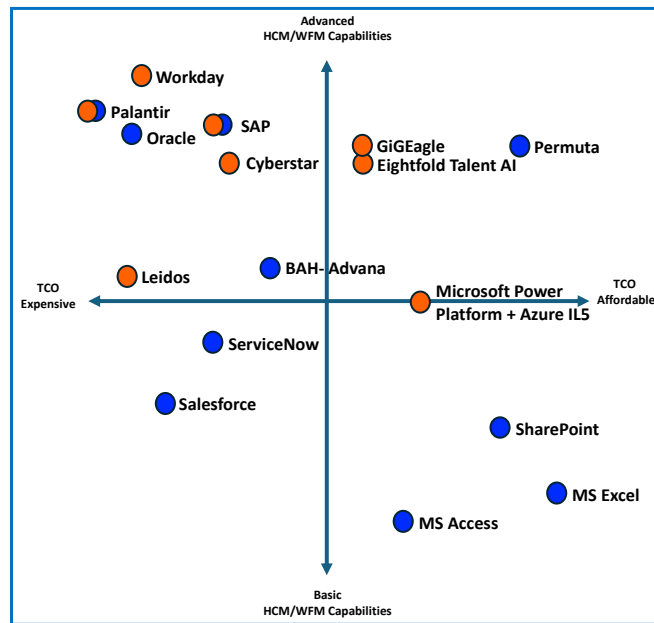 Advanced
HCM/WFM Capabilities
Workday
Palantir
SAP
Oracle
GiGEagle
Permuta
Cyberstar
Eightfold Talent AI
BAH- Advana
Leidos
TCO
Expensive
Microsoft Power
Platform + Azure IL5
TCO
Affordable
ServiceNow
Salesforce
SharePoint
MS Excel
MS Access
Basic
HCM/WFM Capabilities